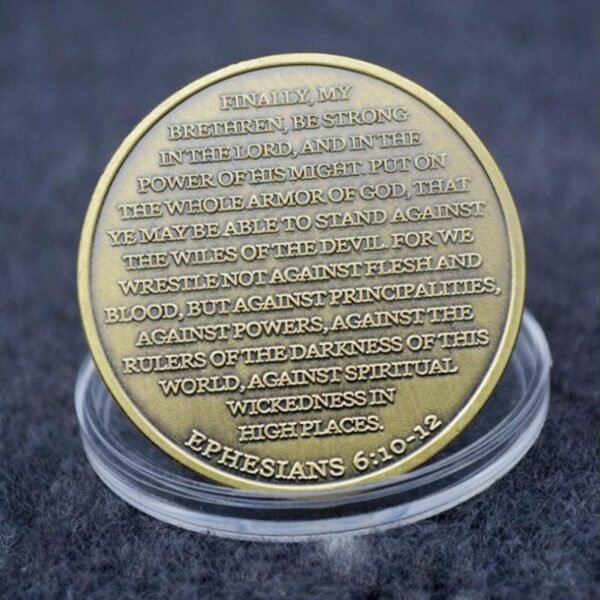 FINALLY, MY
BRETHREN, BE STRONG
IN THE LORD, AND IN THE
POWER OF HIS MIGHT. PUT ON
THE WHOLE ARMOR OF GOD, THAT
YE MAY BE ABLE TO STAND AGAINST
THE WILES OF THE DEVIL. FOR WE
WRESTLE NOT AGAINST FLESH AND
BLOOD, BUT AGAINST PRINCIPALITIES,
AGAINST POWERS, AGAINST THE
RULERS OF THE DARKNESS OF THIS
WORLD, AGAINST SPIRITUAL
WICKEDNESS IN
HIGH PLACES.
EPHESIANS 6:10-12